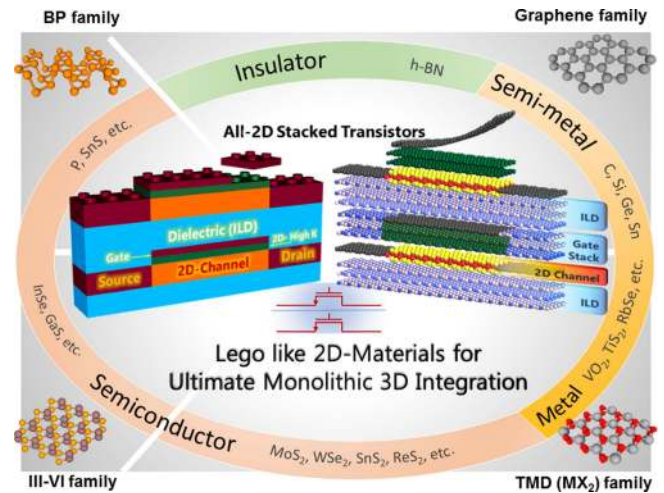 BP family
Graphene family
Insulator
h-BN
Semi-metal
P, SnS, etc.
All-2D Stacked Transistors
C, Si, Ge, Sn
Dielectric (ILD)
ILD
Gate
2D- High K
Gate
Stack
Source
2D-Channel
Drain
2D Channel
ILD
InSe, GaS, etc.
VO₂, TiS₂, RbSe, etc.
Lego like 2D-Materials for
Ultimate Monolithic 3D Integration
Semiconductor
Metal
MoS₂, WSe₂, SnS₂, ReS₂, etc.
III-VI family
TMD (MX₂) family